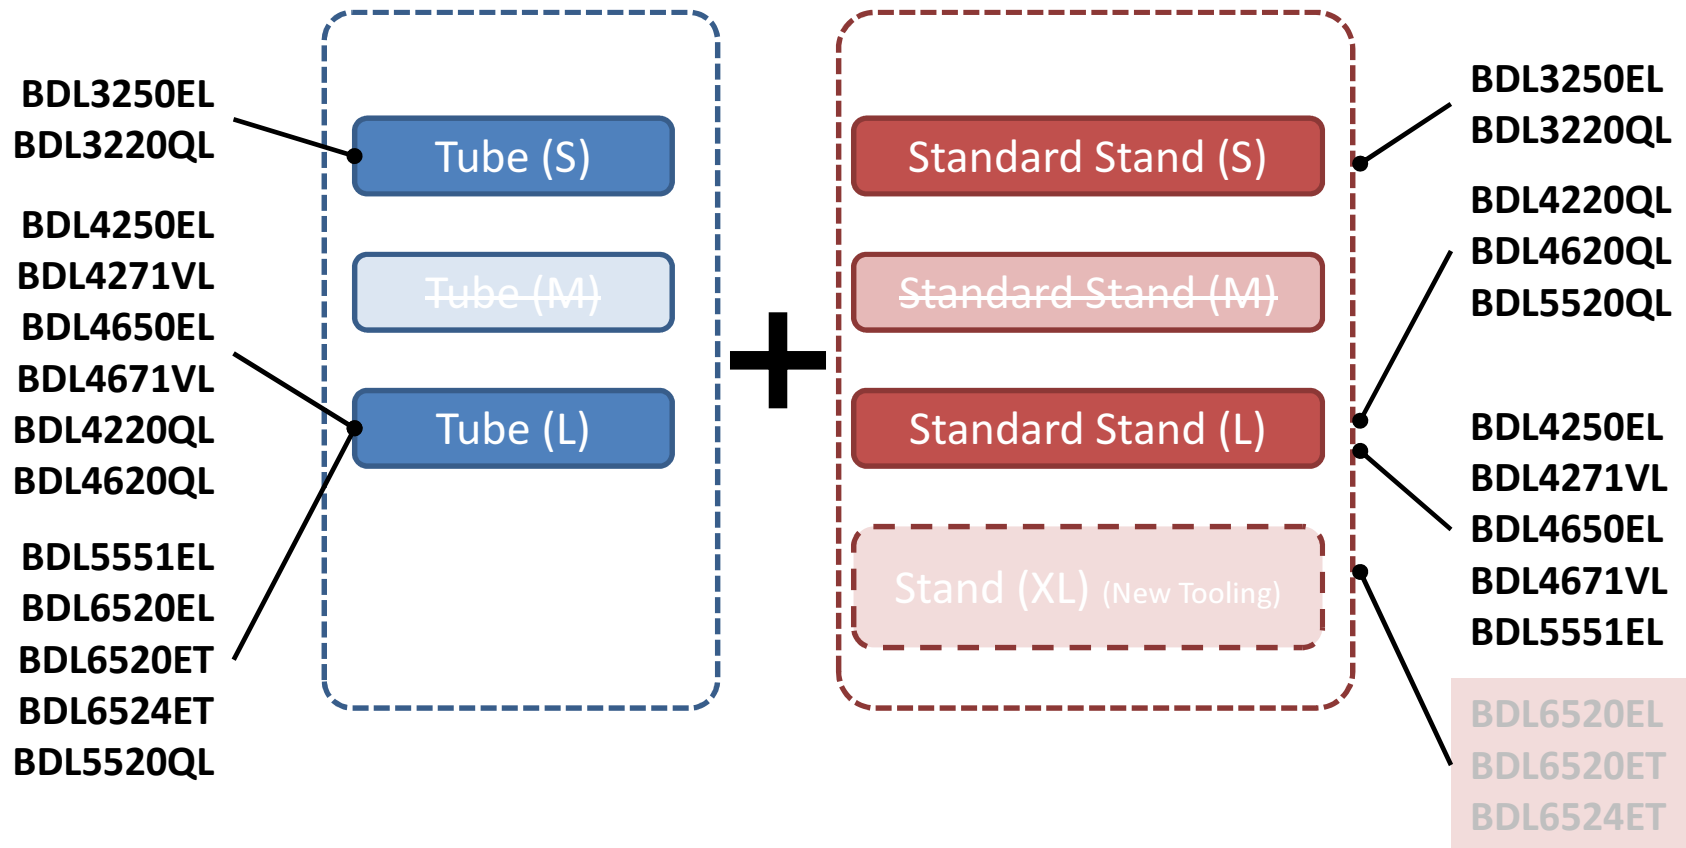 BDL3250EL
BDL3220QL
BDL4250EL
BDL4271VL
BDL4650EL
BDL4671VL
BDL4220QL
BDL4620QL
BDL5551EL
BDL6520EL
BDL6520ET
BDL6524ET
BDL5520QL
Tube (S)
Tube (M)
Tube (L)
+
Standard Stand (S)
Standard Stand (M)
Standard Stand (L)
Stand (XL) (New Tooling)
BDL3250EL
BDL3220QL
BDL4220QL
BDL4620QL
BDL5520QL
BDL4250EL
BDL4271VL
BDL4650EL
BDL4671VL
BDL5551EL
BDL6520EL
BDL6520ET
BDL6524ET